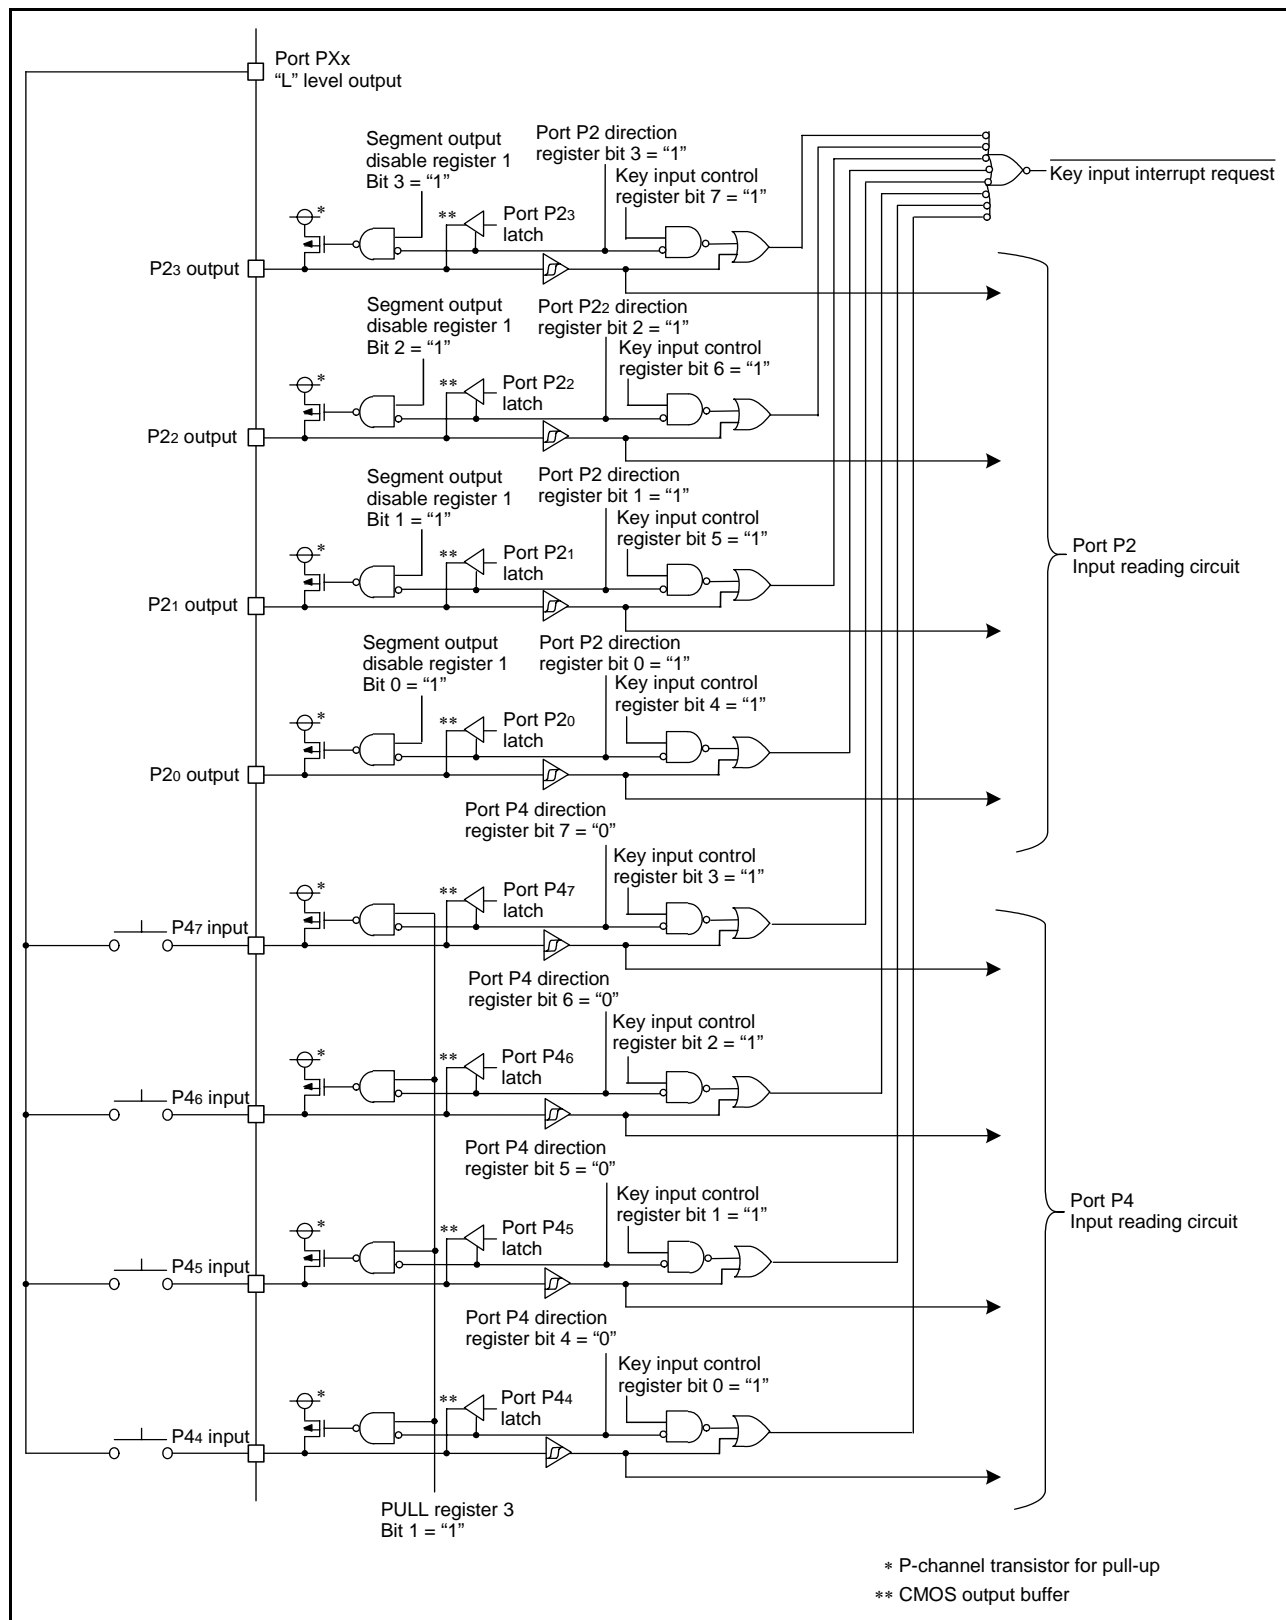 Port PXx
“L” level output
Segment output
disable register 1
Bit 3 = “1”
Port P2 direction
register bit 3 = “1”
Key input control
register bit 7 = “1”
Key input interrupt request
*
**
Port P23
latch
P23 output
Segment output
disable register 1
Bit 2 = “1”
Port P22 direction
register bit 2 = “1”
Key input control
register bit 6 = “1”
*
**
Port P22
latch
P22 output
Segment output
disable register 1
Bit 1 = “1”
Port P2 direction
register bit 1 = “1”
Key input control
register bit 5 = “1”
*
**
Port P21
latch
P21 output
Port P2
Input reading circuit
Segment output
disable register 1
Bit 0 = “1”
Port P2 direction
register bit 0 = “1”
Key input control
register bit 4 = “1”
*
**
Port P20
latch
P20 output
Port P4 direction
register bit 7 = “0”
Key input control
register bit 3 = “1”
*
**
Port P47
latch
P47 input
Port P4 direction
register bit 6 = “0”
Key input control
register bit 2 = “1”
*
**
Port P46
latch
P46 input
Port P4 direction
register bit 5 = “0”
Key input control
register bit 1 = “1”
*
**
Port P45
latch
P45 input
Port P4
Input reading circuit
Port P4 direction
register bit 4 = “0”
Key input control
register bit 0 = “1”
*
**
Port P44
latch
P44 input
PULL register 3
Bit 1 = “1”
* P-channel transistor for pull-up
** CMOS output buffer